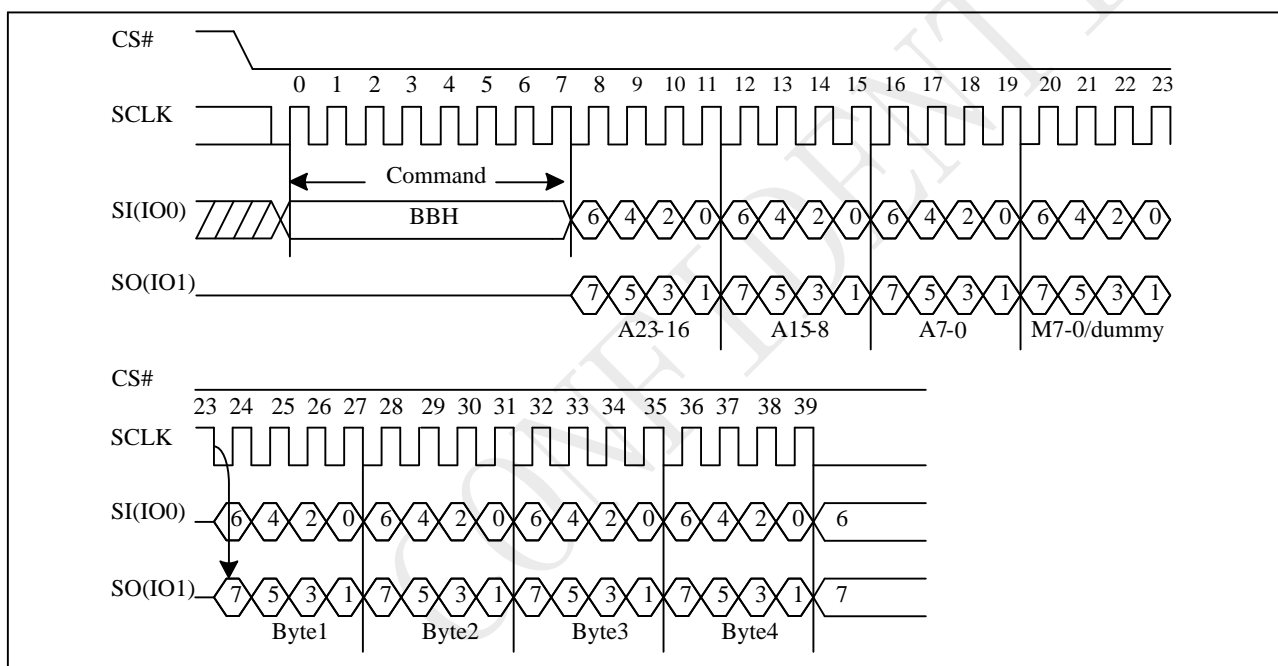 CS#
0 1 2 3 4 5 6 7 8 9 10 11 12 13 14 15 16 17 18 19 20 21 22 23
SCLK
Command
SI(IO0) BBH 6 4 2 0 6 4 2 0 6 4 2 0 6 4 2 0
SO(IO1) 7 5 3 1 7 5 3 1 7 5 3 1 7 5 3 1
A23-16 A15-8 A7-0 M7-0/dummy
CS#
23 24 25 26 27 28 29 30 31 32 33 34 35 36 37 38 39
SCLK
SI(IO0) 6 4 2 0 6 4 2 0 6 4 2 0 6 4 2 0 6
SO(IO1) 7 5 3 1 7 5 3 1 7 5 3 1 7 5 3 1 7
Byte1 Byte2 Byte3 Byte4
CONFIDENT